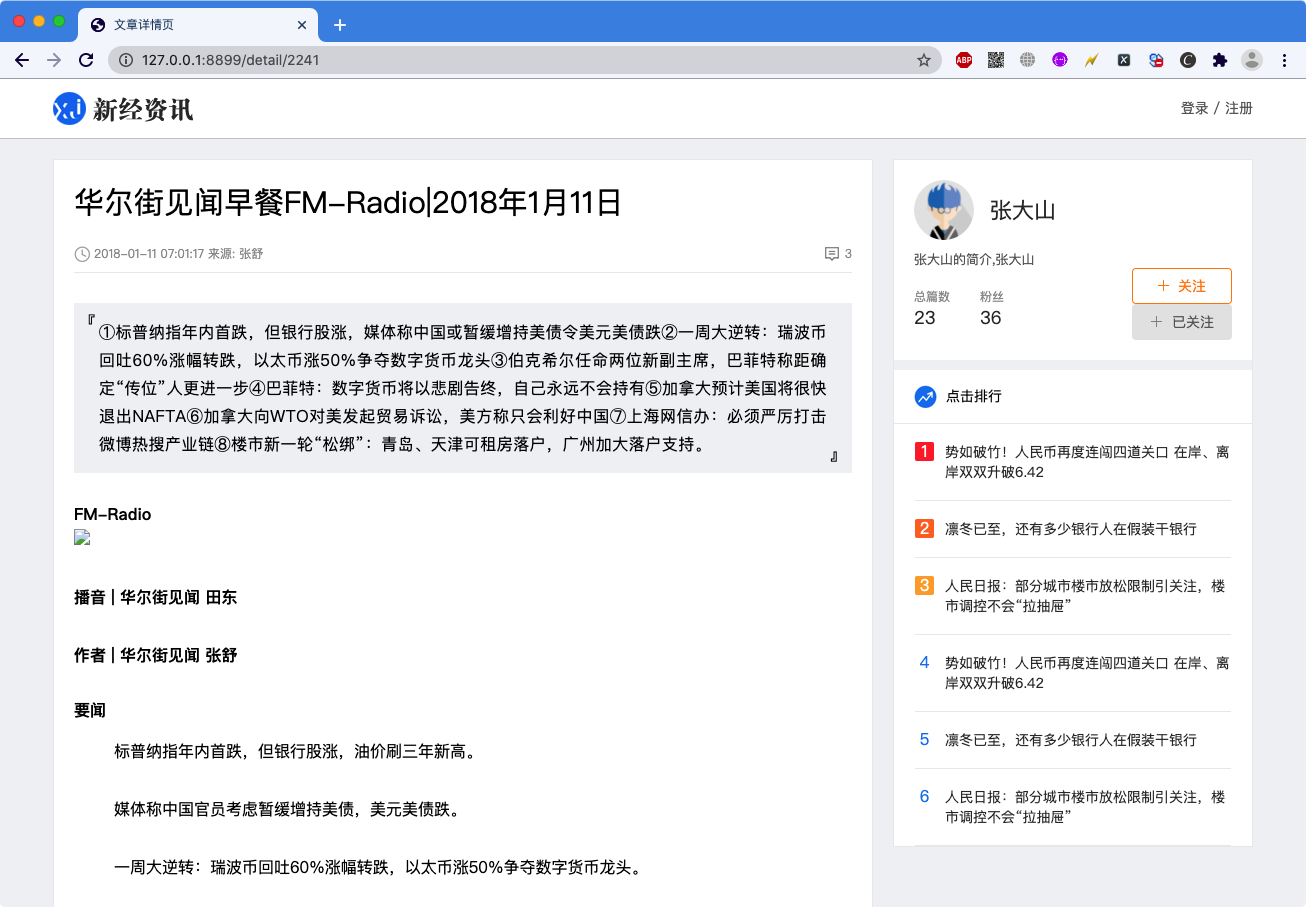 文章详情页
127.0.0.1:8899/detail/2241
ABP
新经资讯
登录 / 注册
华尔街见闻早餐FM-Radio|2018年1月11日
2018-01-11 07:01:17 来源: 张舒
3
『
①标普纳指年内首跌，但银行股涨，媒体称中国或暂缓增持美债令美元美债跌②一周大逆转：瑞波币
回吐60%涨幅转跌，以太币涨50%争夺数字货币龙头③伯克希尔任命两位新副主席，巴菲特称距确
定“传位”人更进一步④巴菲特：数字货币将以悲剧告终，自己永远不会持有⑤加拿大预计美国将很快
退出NAFTA⑥加拿大向WTO对美发起贸易诉讼，美方称只会利好中国⑦上海网信办：必须严厉打击
微博热搜产业链⑧楼市新一轮“松绑”：青岛、天津可租房落户，广州加大落户支持。
』
FM-Radio
播音 | 华尔街见闻 田东
作者 | 华尔街见闻 张舒
要闻
标普纳指年内首跌，但银行股涨，油价刷三年新高。
媒体称中国官员考虑暂缓增持美债，美元美债跌。
一周大逆转：瑞波币回吐60%涨幅转跌，以太币涨50%争夺数字货币龙头。
张大山
张大山的简介,张大山
总篇数 粉丝
23 36
关注
已关注
点击排行
1 势如破竹！人民币再度连闯四道关口 在岸、离
岸双双升破6.42
2 凛冬已至，还有多少银行人在假装干银行
3 人民日报：部分城市楼市放松限制引关注，楼
市调控不会“拉抽屉”
4 势如破竹！人民币再度连闯四道关口 在岸、离
岸双双升破6.42
5 凛冬已至，还有多少银行人在假装干银行
6 人民日报：部分城市楼市放松限制引关注，楼
市调控不会“拉抽屉”